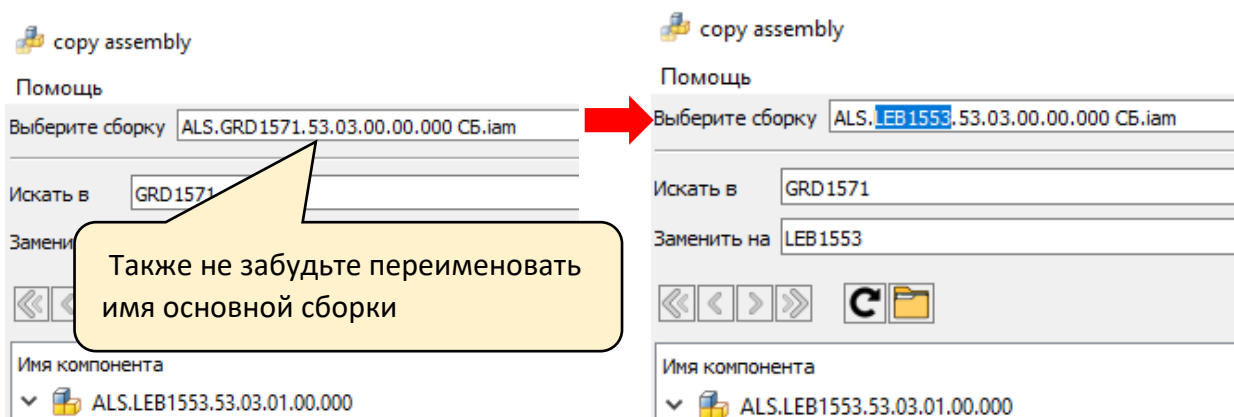 copy assembly
Помощь
Выберите сборку ALS.GRD1571.53.03.00.00.000 СБ.iam
Искать в GRD1571
Замени
Также не забудьте переименовать
имя основной сборки
Имя компонента
ALS.LEB1553.53.03.01.00.000
copy assembly
Помощь
Выберите сборку ALS.LEB1553.53.03.00.00.000 СБ.iam
Искать в GRD1571
Заменить на LEB1553
Имя компонента
ALS.LEB1553.53.03.01.00.000